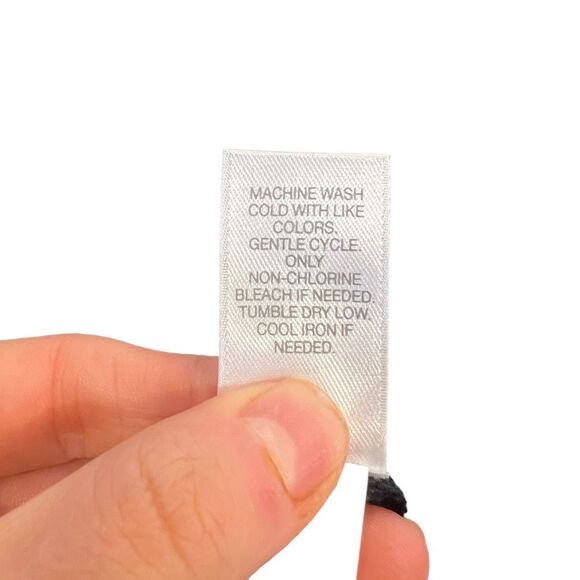 MACHINE WASH
COLD WITH LIKE
COLORS.
GENTLE CYCLE.
ONLY
NON-CHLORINE
BLEACH IF NEEDED.
TUMBLE DRY LOW.
COOL IRON IF
NEEDED.